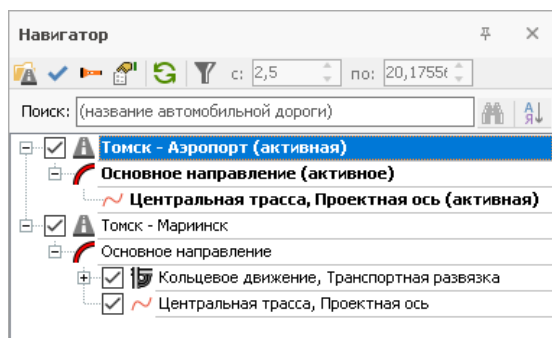 Навигатор
с: 2,5 по: 20,17556
Поиск: (название автомобильной дороги)
Томск - Аэропорт (активная)
Основное направление (активное)
Центральная трасса, Проектная ось (активная)
Томск - Мариинск
Основное направление
Кольцевое движение, Транспортная развязка
Центральная трасса, Проектная ось